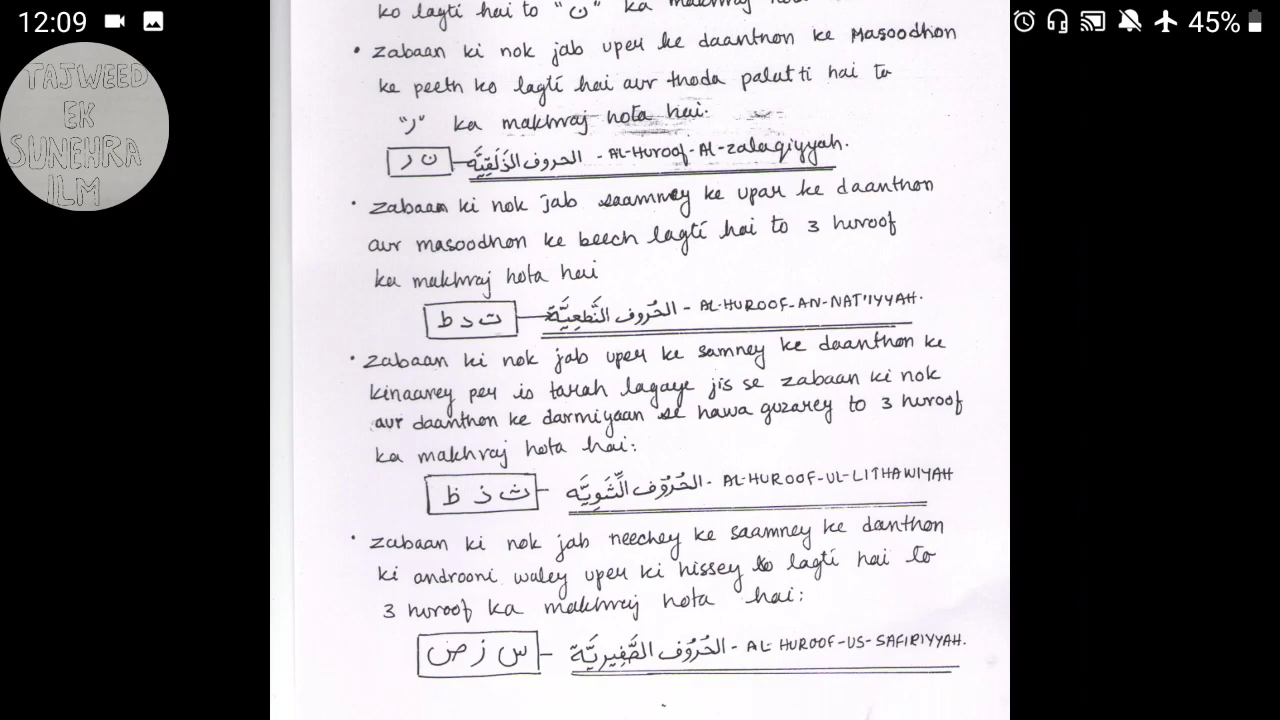 12:09
45%
TAJWEED
EK
SUNEHRA
ILM
ko lagti hai to "ن" ka makhraj
• zabaan ki nok jab uper ke daantnon ke Masoodhon
ke peeth ko lagti hai aur thoda palatti hai to
"ر" ka makhraj hota hai.
ن ر - الحروف الذَلَقِيَّه - AL-Huroof-Al-zalaqiyyah.
• zabaan ki nok jab saamney ke upar ke daanthon
aur masoodhon ke beech lagti hai to 3 huroof
ka makhraj hota hai
ت د ط - الحُروف النَّطعِيَّة - AL-HUROOF-AN-NAT'IYYAH.
• zabaan ki nok jab uper ke samney ke daanthon ke
kinaarey per is tarah lagaye jis se zabaan ki nok
aur daanthon ke darmiyaan se hawa guzarey to 3 huroof
ka makhraj hota hai:
ث ذ ظ - الحُرُوف الِّثَوِيَّه - AL-HUROOF-UL-LITHAWIYAH
• zabaan ki nok jab neechey ke saamney ke danthon
ki androoni waley uper ki hissey lagti hai to
3 huroof ka makhraj hota hai:
س ز ص - الحُرُوف الصَّفِيرِيَّة - AL-HUROOF-US-SAFIRIYYAH.